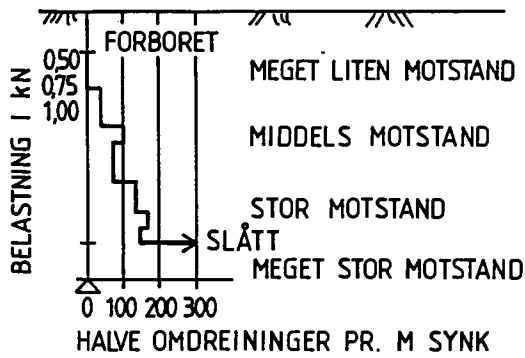 FORBORET
0,50
0,75
1,00
MEGET LITEN MOTSTAND
MIDDELS MOTSTAND
STOR MOTSTAND
SLÅTT
MEGET STOR MOTSTAND
BELASTNING I kN
0 100 200 300
HALVE OMDREININGER PR. M SYNK